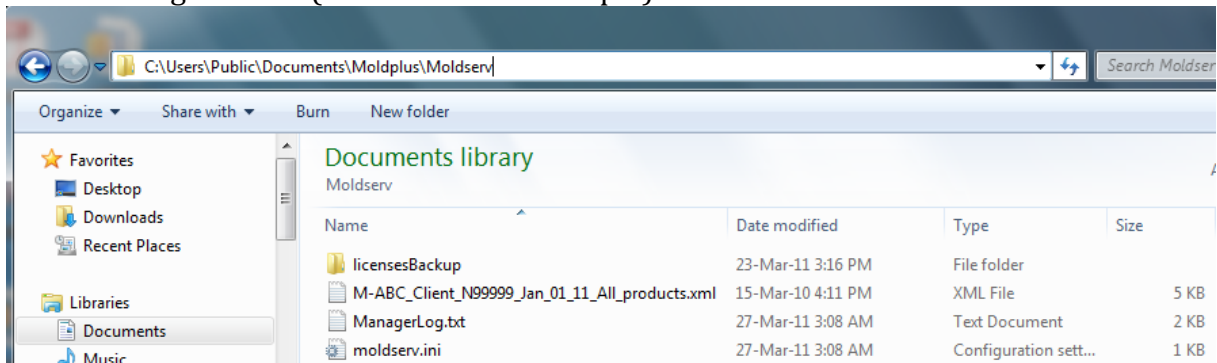 C:\Users\Public\Documents\Moldplus\Moldserv
Search Moldser
Organize Share with Burn New folder
Favorites
Desktop
Downloads
Recent Places
Libraries
Documents
Music
Documents library
Moldserv
Name Date modified Type Size
licensesBackup 23-Mar-11 3:16 PM File folder
M-ABC_Client_N99999_Jan_01_11_All_products.xml 15-Mar-10 4:11 PM XML File 5 KB
ManagerLog.txt 27-Mar-11 3:08 AM Text Document 2 KB
moldserv.ini 27-Mar-11 3:08 AM Configuration sett... 1 KB